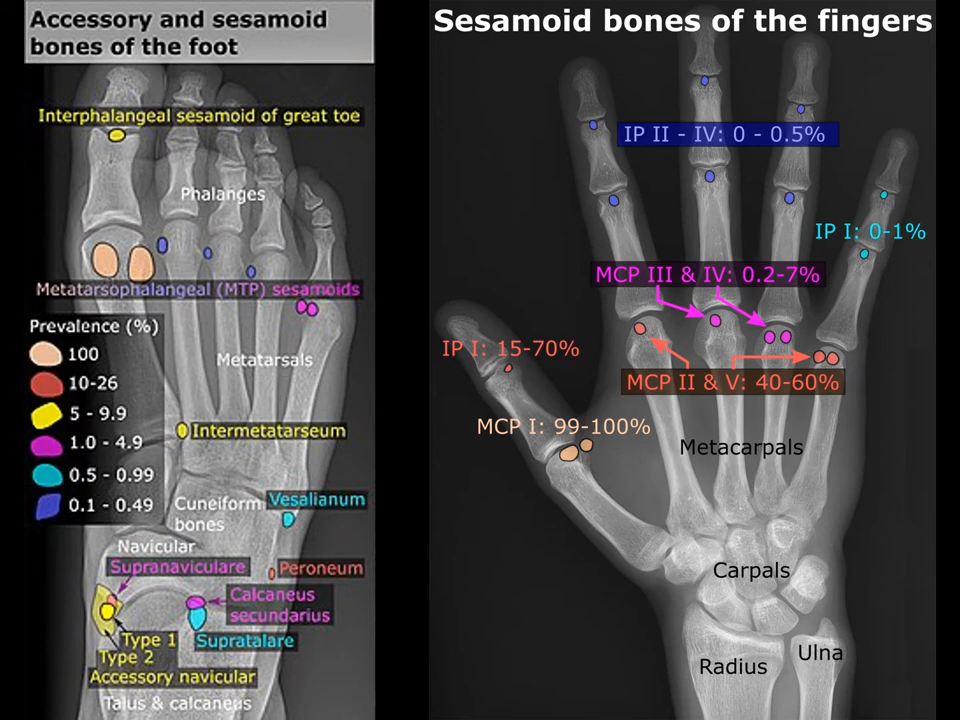 Accessory and sesamoid
bones of the foot
Interphalangeal sesamoid of great toe
Phalanges
Metatarsophalangeal (MTP) sesamoids
Prevalence (%)
100
10-26
5 - 9.9
1.0 - 4.9
0.5 - 0.99
0.1 - 0.49
Metatarsals
Intermetatarseum
Cuneiform
bones
Vesalianum
Navicular
Supranaviculare
Peroneum
Calcaneus
secundarius
Type 1
Supratalare
Type 2
Accessory navicular
Talus & calcaneus
Sesamoid bones of the fingers
IP II - IV: 0 - 0.5%
IP I: 0-1%
MCP III & IV: 0.2-7%
IP I: 15-70%
MCP II & V: 40-60%
MCP I: 99-100%
Metacarpals
Carpals
Radius
Ulna